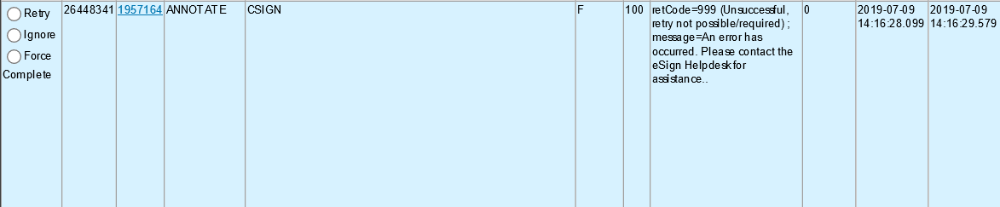 Retry
Ignore
Force
Complete
26448341
1957164
ANNOTATE
CSIGN
F
100
retCode=999 (Unsuccessful,
retry not possible/required) ;
message=An error has
occurred. Please contact the
eSign Helpdesk for
assistance..
0
2019-07-09
14:16:28.099
2019-07-09
14:16:29.579